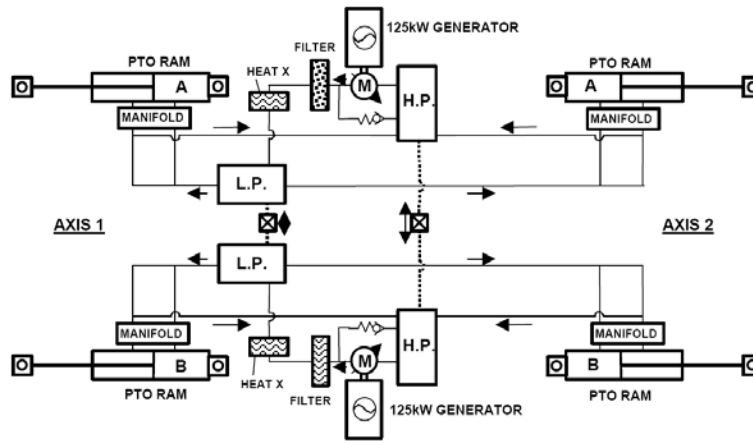 125kW GENERATOR
FILTER
PTO RAM
HEAT X
PTO RAM
A
M
H.P.
A
MANIFOLD
MANIFOLD
L.P.
AXIS 1
AXIS 2
L.P.
MANIFOLD
H.P.
MANIFOLD
B
M
B
PTO RAM
HEAT X
FILTER
125kW GENERATOR
PTO RAM